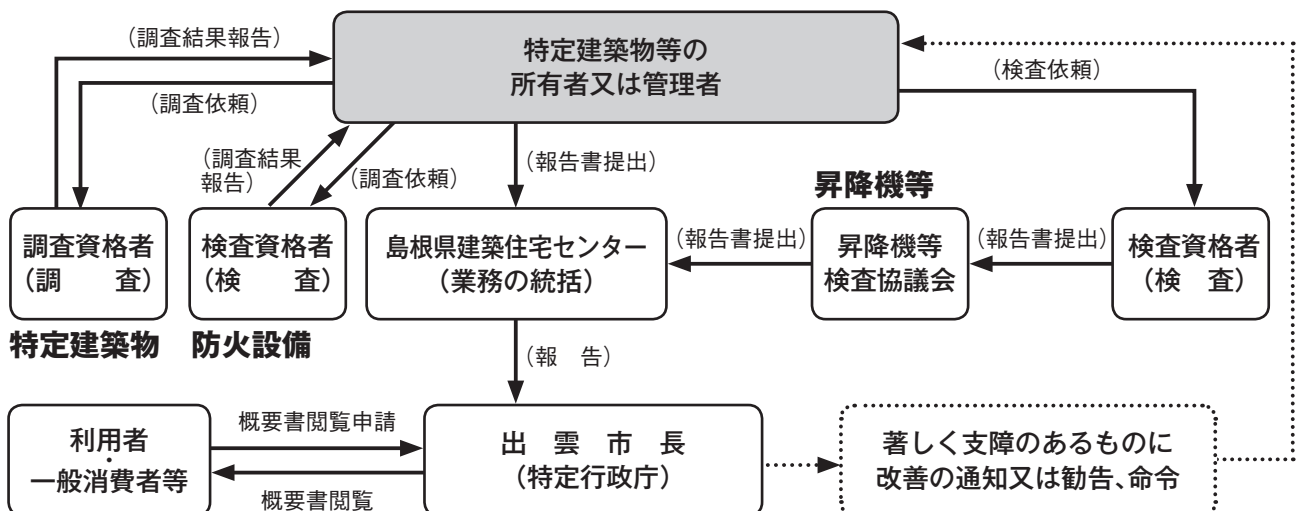 (調査結果報告)
特定建築物等の
所有者又は管理者
(検査依頼)
(調査依頼)
(調査結果
報告)
(調査依頼)
(報告書提出)
昇降機等
調査資格者
(調　査)
検査資格者
(検　査)
島根県建築住宅センター
(業務の統括)
(報告書提出)
昇降機等
検査協議会
(報告書提出)
検査資格者
(検　査)
特定建築物
防火設備
(報　告)
利用者
・
一般消費者等
概要書閲覧申請
概要書閲覧
出 雲 市 長
(特定行政庁)
著しく支障のあるものに
改善の通知又は勧告、命令